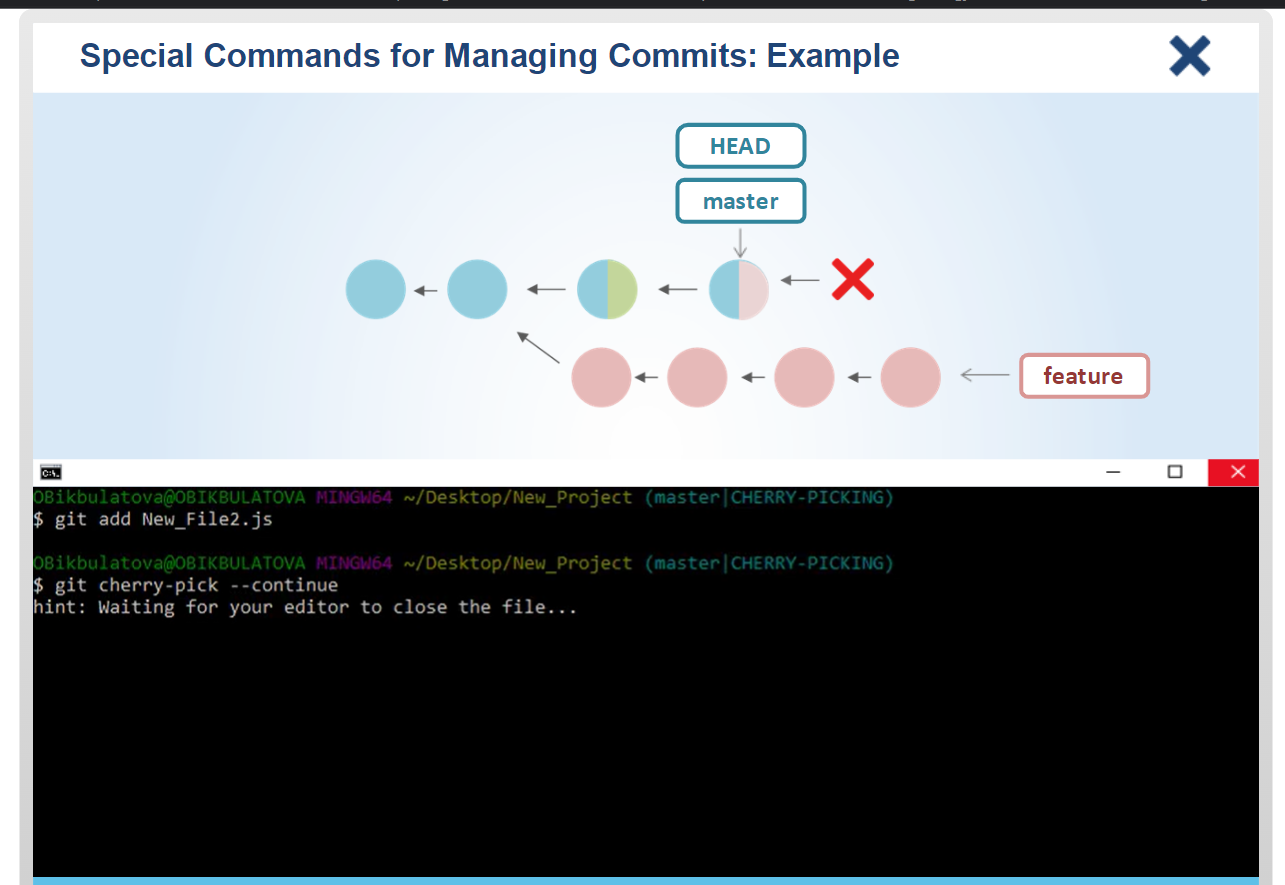 Special Commands for Managing Commits: Example
HEAD
master
feature
C:\.
OBikbulatova@OBIKBULATOVA MINGW64 ~/Desktop/New_Project (master|CHERRY-PICKING)
$ git add New_File2.js
OBikbulatova@OBIKBULATOVA MINGW64 ~/Desktop/New_Project (master|CHERRY-PICKING)
$ git cherry-pick --continue
hint: Waiting for your editor to close the file...